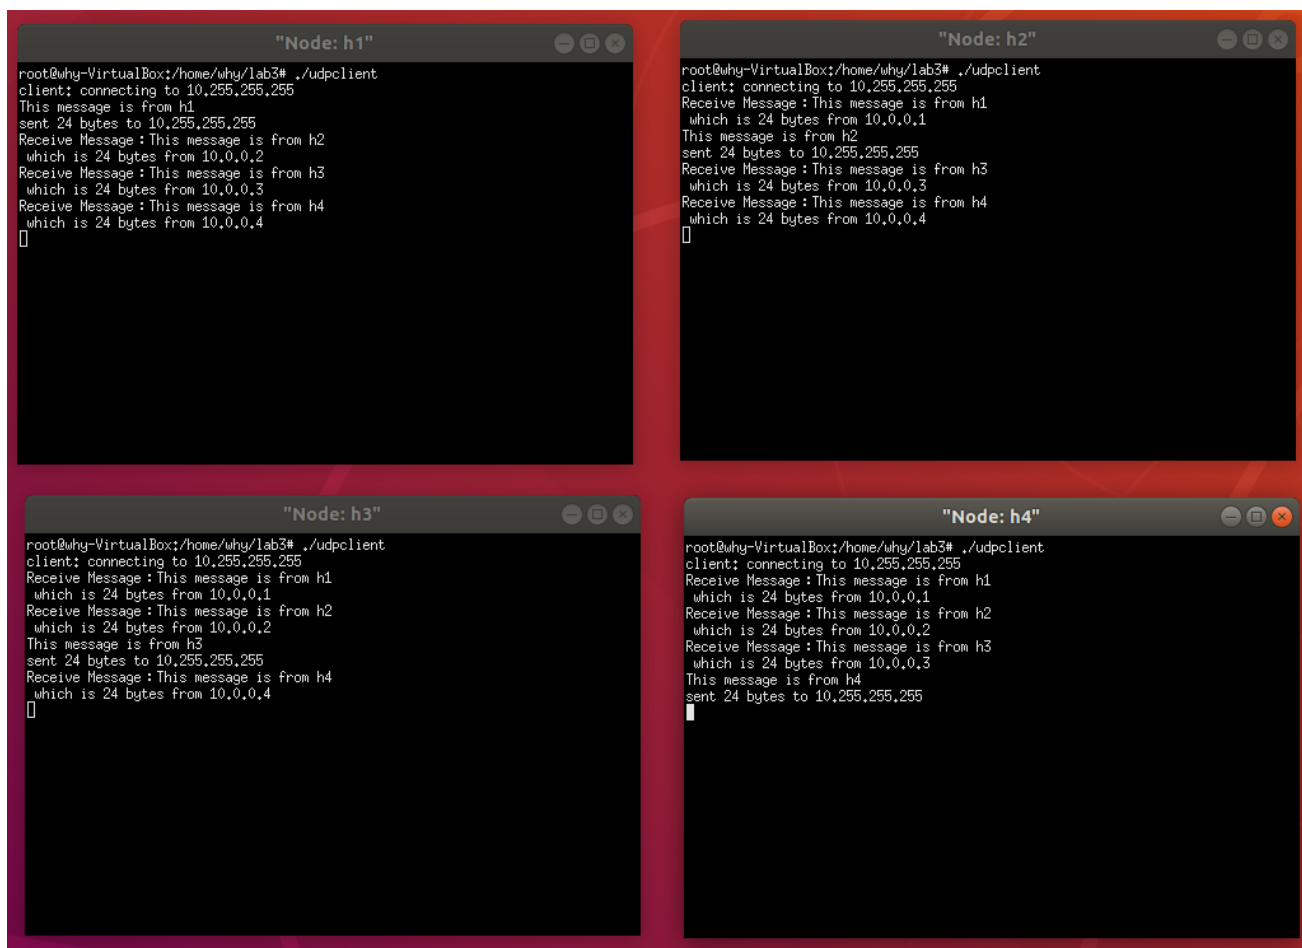 "Node: h1"
root@why-VirtualBox:/home/why/lab3# ./udpclient
client: connecting to 10.255.255.255
This message is from h1
sent 24 bytes to 10.255.255.255
Receive Message：This message is from h2
 which is 24 bytes from 10.0.0.2
Receive Message：This message is from h3
 which is 24 bytes from 10.0.0.3
Receive Message：This message is from h4
 which is 24 bytes from 10.0.0.4
"Node: h2"
root@why-VirtualBox:/home/why/lab3# ./udpclient
client: connecting to 10.255.255.255
Receive Message：This message is from h1
 which is 24 bytes from 10.0.0.1
This message is from h2
sent 24 bytes to 10.255.255.255
Receive Message：This message is from h3
 which is 24 bytes from 10.0.0.3
Receive Message：This message is from h4
 which is 24 bytes from 10.0.0.4
"Node: h3"
root@why-VirtualBox:/home/why/lab3# ./udpclient
client: connecting to 10.255.255.255
Receive Message：This message is from h1
 which is 24 bytes from 10.0.0.1
Receive Message：This message is from h2
 which is 24 bytes from 10.0.0.2
This message is from h3
sent 24 bytes to 10.255.255.255
Receive Message：This message is from h4
 which is 24 bytes from 10.0.0.4
"Node: h4"
root@why-VirtualBox:/home/why/lab3# ./udpclient
client: connecting to 10.255.255.255
Receive Message：This message is from h1
 which is 24 bytes from 10.0.0.1
Receive Message：This message is from h2
 which is 24 bytes from 10.0.0.2
Receive Message：This message is from h3
 which is 24 bytes from 10.0.0.3
This message is from h4
sent 24 bytes to 10.255.255.255